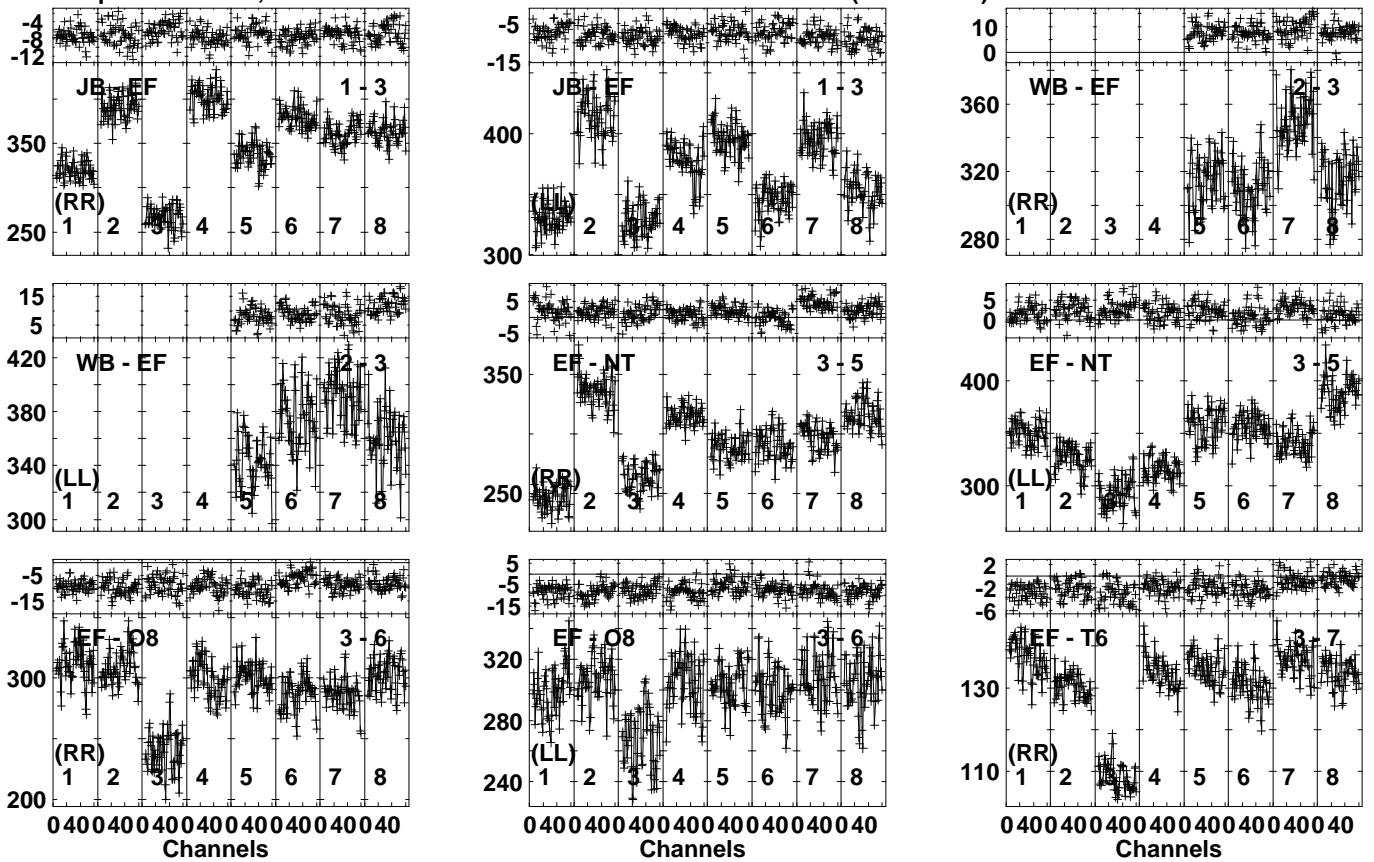 -4
-8
-12
JB - EF 1 - 3
350
250
(RR)
1 2 3 4 5 6 7 8
-5
-15
JB - EF 1 - 3
400
300
(LL)
1 2 3 4 5 6 7 8
10
0
WB - EF 2 - 3
360
320
280
(RR)
1 2 3 4 5 6 7 8
15
5
WB - EF 2 - 3
420
380
340
300
(LL)
1 2 3 4 5 6 7 8
5
-5
EF - NT 3 - 5
350
250
(RR)
1 2 3 4 5 6 7 8
5
0
EF - NT 3 - 5
400
300
(LL)
1 2 3 4 5 6 7 8
-5
-15
EF - O8 3 - 6
300
200
(RR)
1 2 3 4 5 6 7 8
0 40 0 40 0 40 0 40 0 40 0 40 0 40 0 40
Channels
5
-5
-15
EF - O8 3 - 6
320
280
240
(LL)
1 2 3 4 5 6 7 8
0 40 0 40 0 40 0 40 0 40 0 40 0 40 0 40
Channels
2
-2
-6
EF - T6 3 - 7
130
110
(RR)
1 2 3 4 5 6 7 8
0 40 0 40 0 40 0 40 0 40 0 40 0 40 0 40
Channels